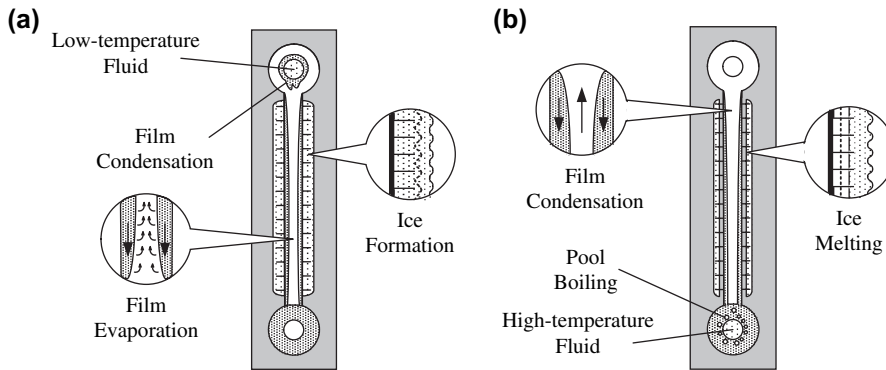 (a)
Low-temperature
Fluid
Film
Condensation
Ice
Formation
Film
Evaporation
(b)
Film
Condensation
Ice
Melting
Pool
Boiling
High-temperature
Fluid